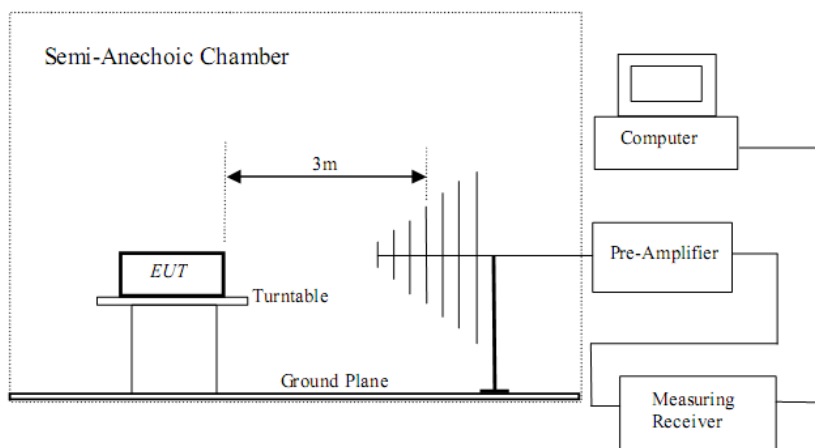 Semi-Anechoic Chamber
Computer
3m
Pre-Amplifier
EUT
Turntable
Ground Plane
Measuring
Receiver